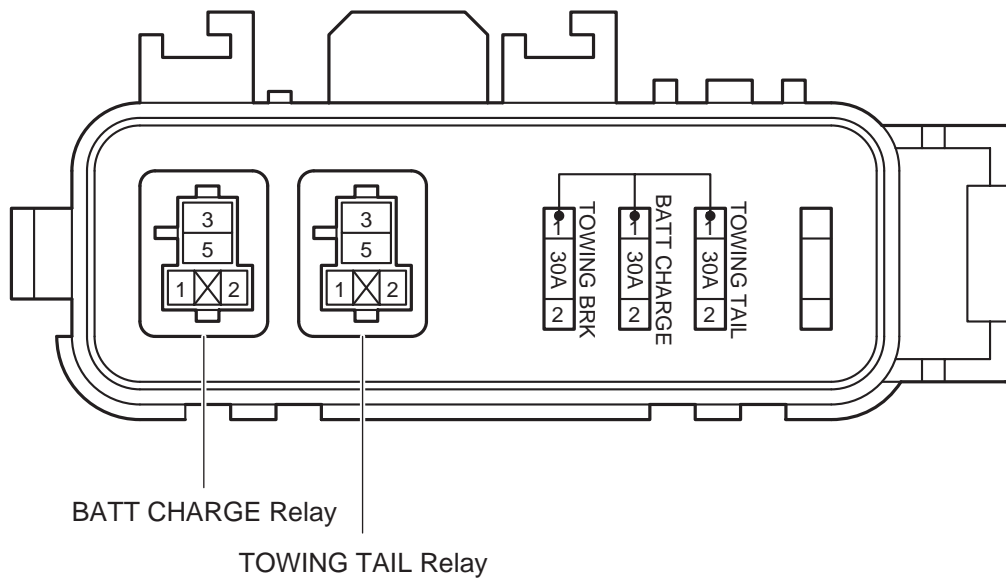 3
5
1 2
3
5
1 2
1 30A 2
TOWING BRK
1 30A 2
BATT CHARGE
1 30A 2
TOWING TAIL
BATT CHARGE Relay
TOWING TAIL Relay